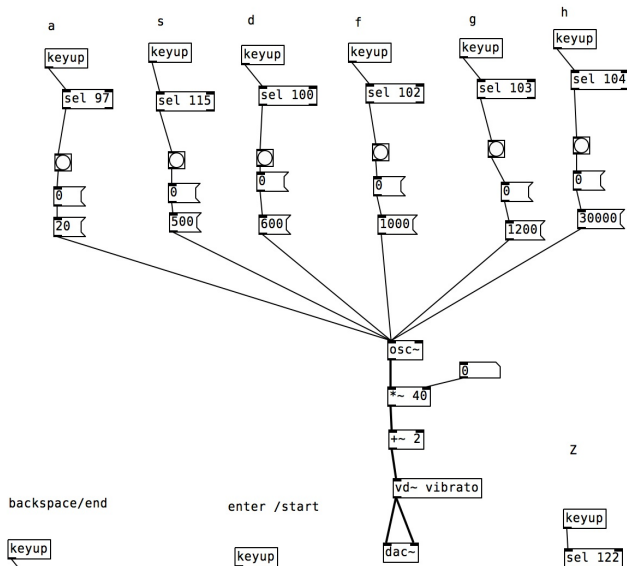 a s d f g h
keyup keyup keyup keyup keyup keyup
sel 97 sel 115 sel 100 sel 102 sel 103 sel 104
0 0 0 0 0 0
20 500 600 1000 1200 30000
osc~
0
*~ 40
+~ 2
Z
vd~ vibrato
backspace/end enter /start
keyup
keyup keyup dac~ sel 122